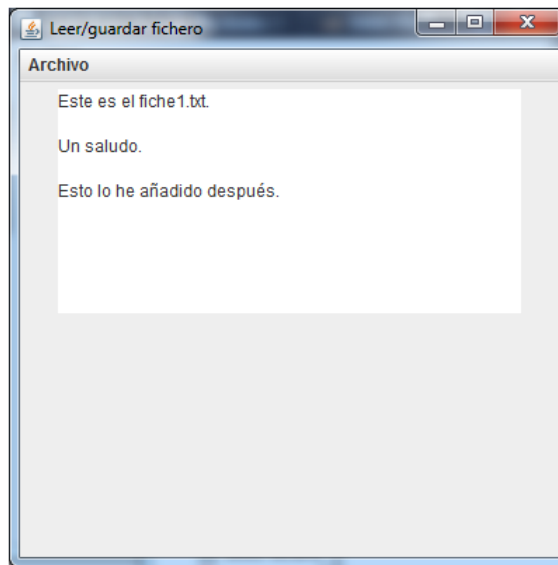 Leer/guardar fichero
Archivo
Este es el fiche1.txt.
Un saludo.
Esto lo he añadido después.